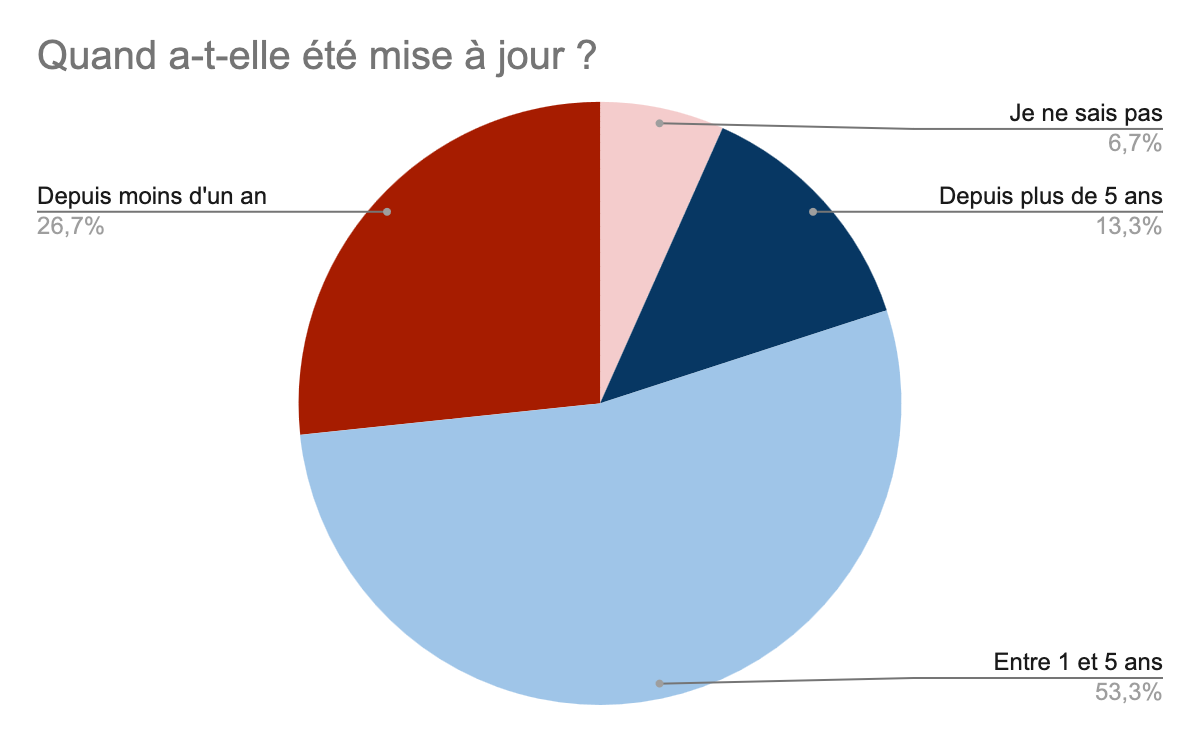 Quand a-t-elle été mise à jour ?
Je ne sais pas
6,7%
Depuis moins d'un an
26,7%
Depuis plus de 5 ans
13,3%
Entre 1 et 5 ans
53,3%